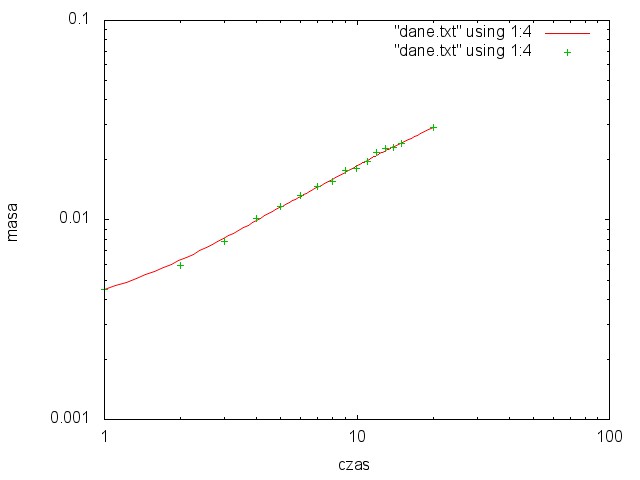 0.1
"dane.txt" using 1:4
"dane.txt" using 1:4
masa
0.01
0.001
1 10 100
czas